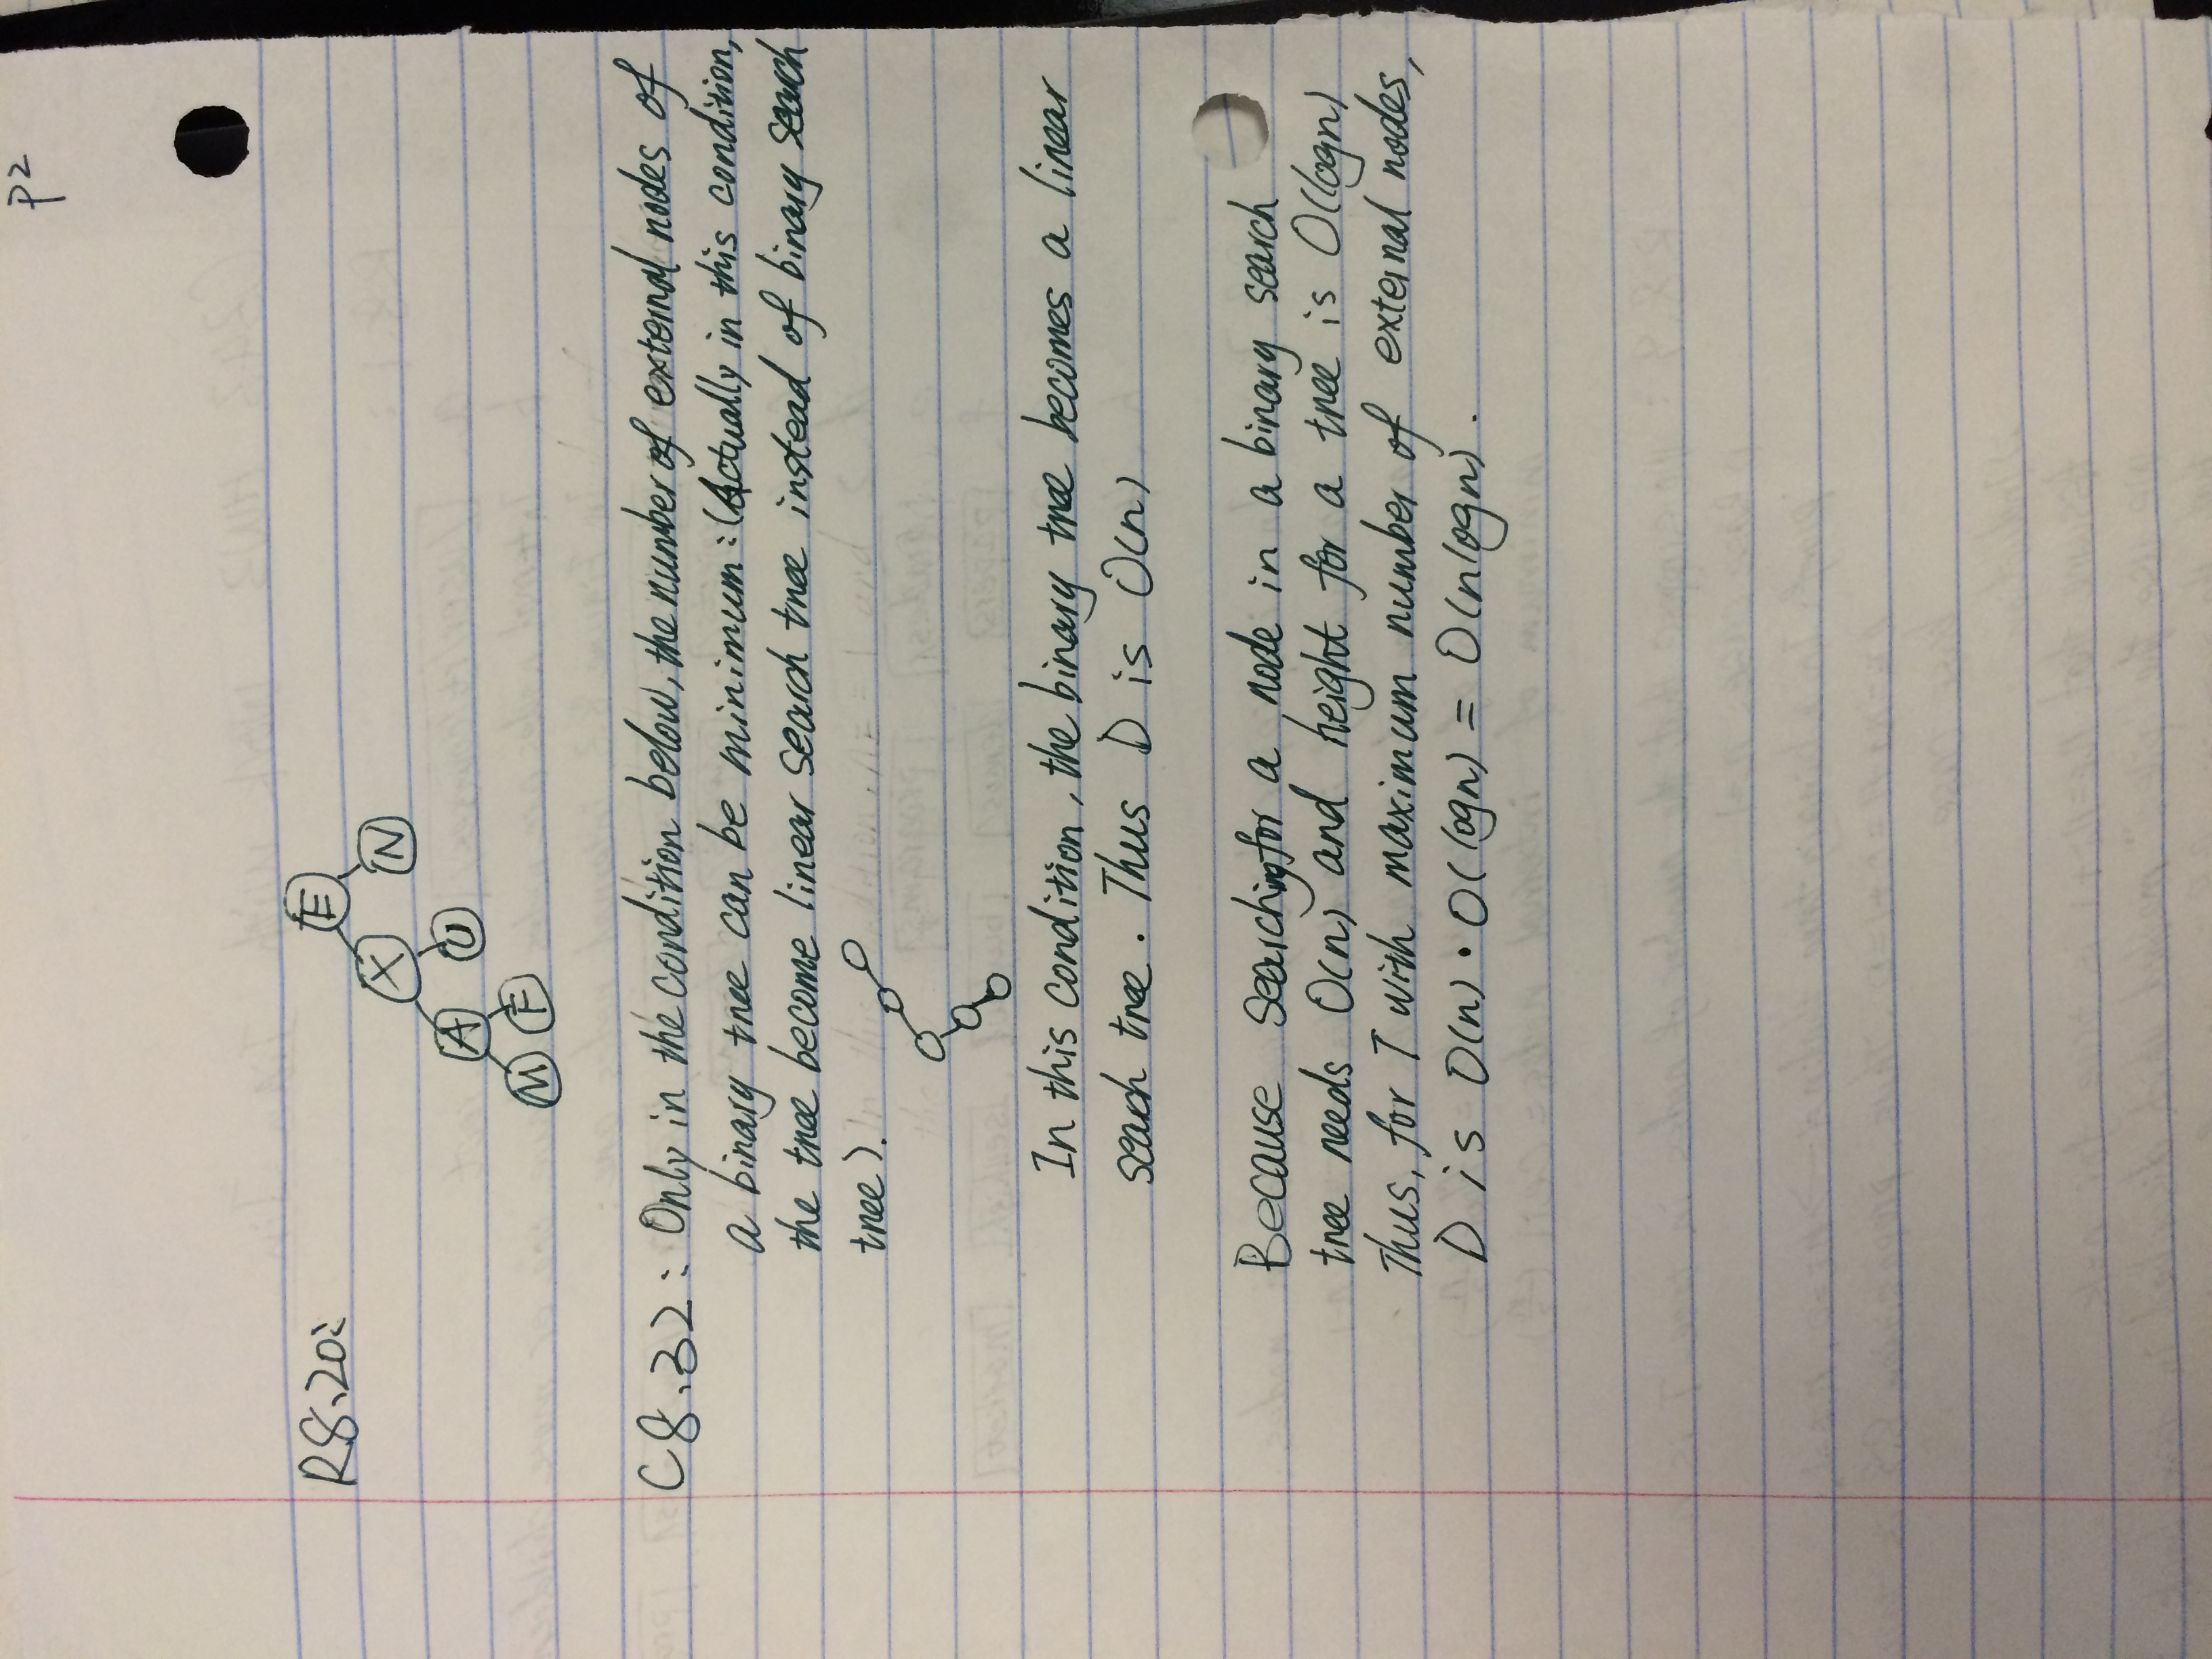 P2
R8.20:
E
X N
A U
M F
C8.32: Only in the condition below, the number of external nodes of
a binary tree can be minimum: (Actually in this condition,
the tree become linear search tree instead of binary search
tree).
In this condition, the binary tree becomes a linear
search tree. Thus D is O(n)
Because searching for a node in a binary search
tree needs O(n) and height for a tree is O(logn)
Thus, for T with maximum number of external nodes,
D is O(n) • O(logn) = O(nlogn).